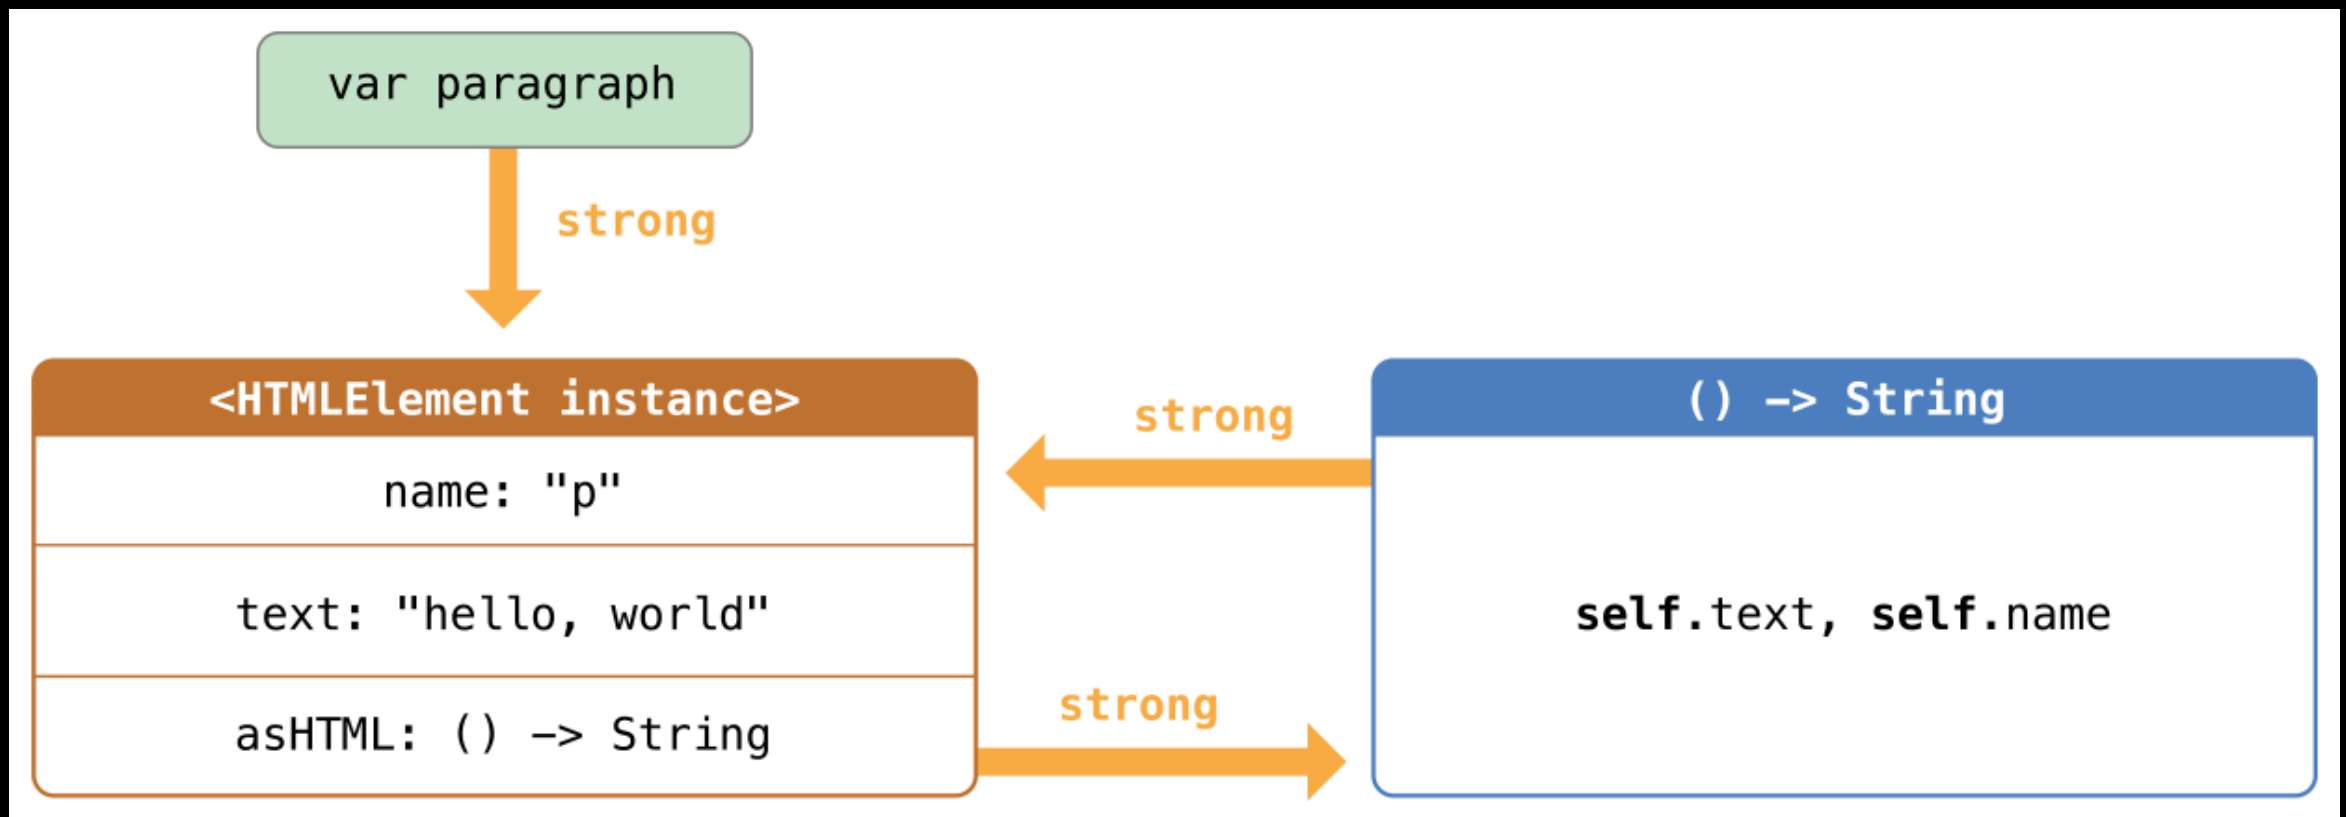 var paragraph
strong
<HTMLElement instance>
name: "p"
text: "hello, world"
asHTML: () -> String
strong
strong
() -> String
self.text, self.name